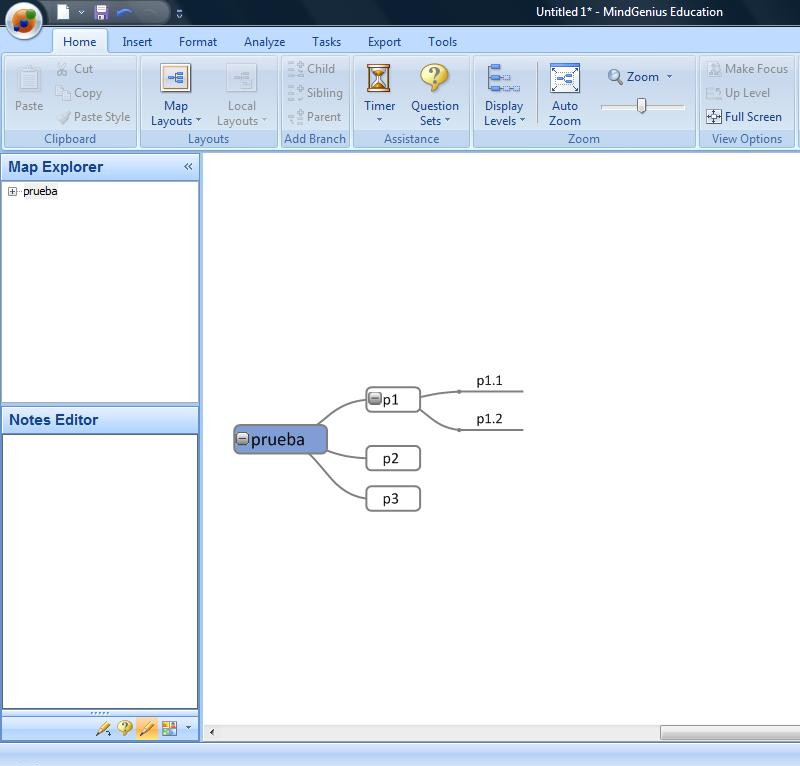 Untitled 1* - MindGenius Education
Home Insert Format Analyze Tasks Export Tools
Paste
Cut
Copy
Paste Style
Clipboard
Map Layouts
Local Layouts
Layouts
Child
Sibling
Parent
Add Branch
Timer
Question Sets
Assistance
Display Levels
Auto Zoom
Zoom
Zoom
Make Focus
Up Level
Full Screen
View Options
Map Explorer
prueba
Notes Editor
prueba
p1
p1.1
p1.2
p2
p3